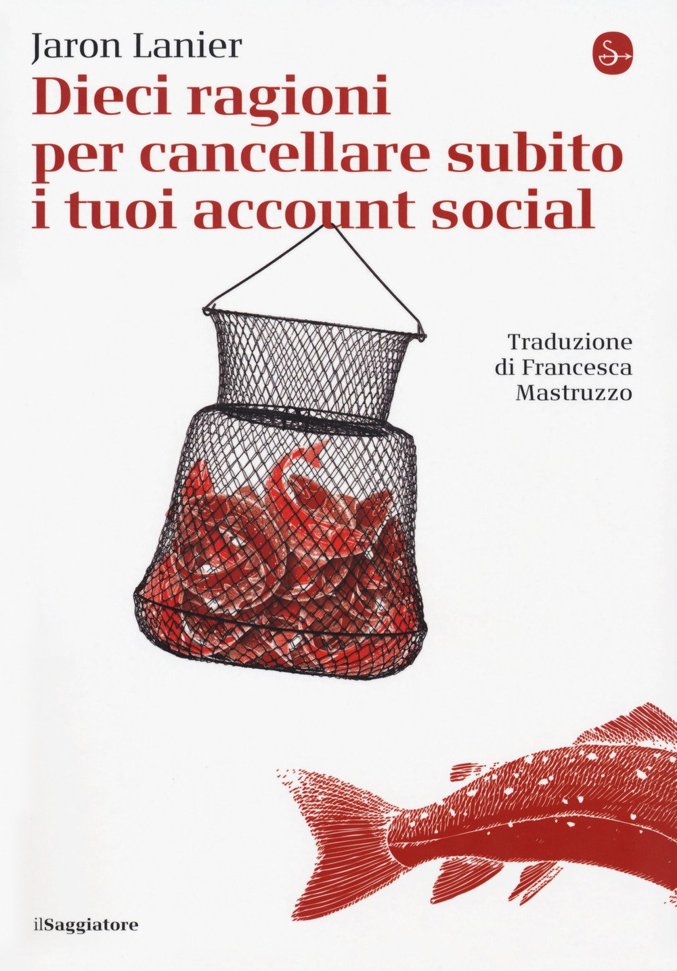 Jaron Lanier
Dieci ragioni
per cancellare subito
i tuoi account social
Traduzione
di Francesca
Mastruzzo
ilSaggiatore